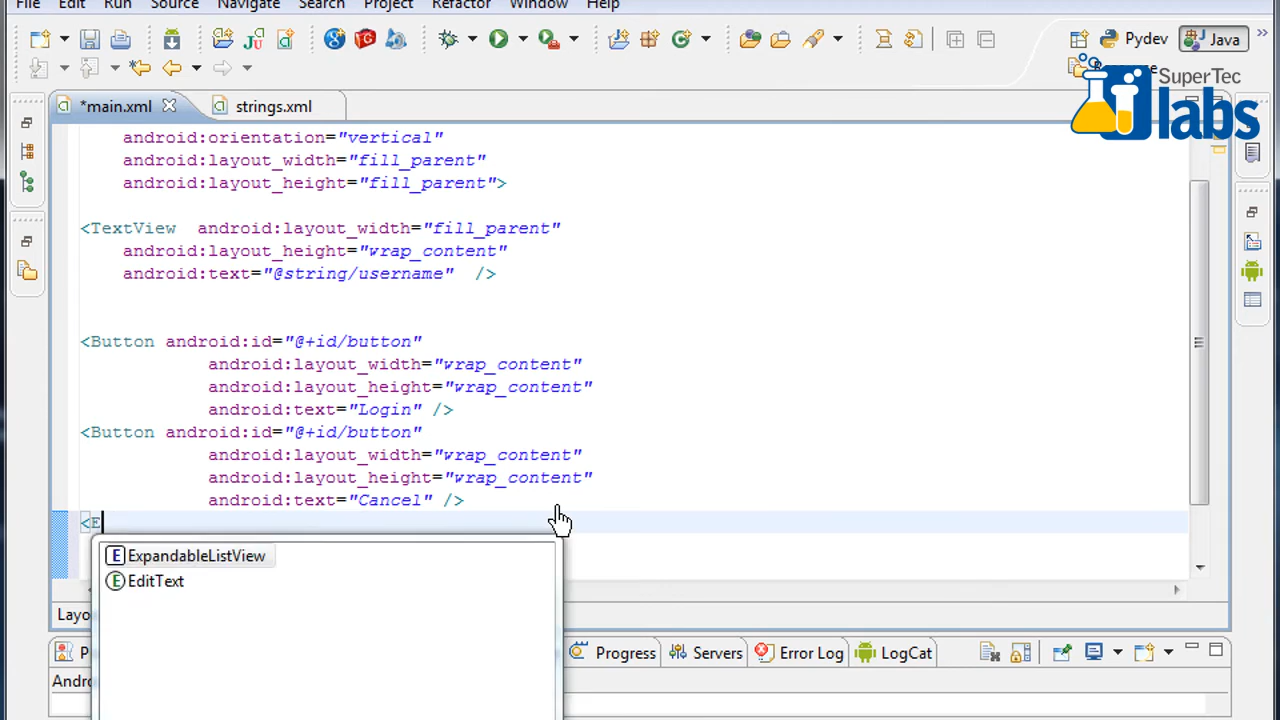 File Edit Run Source Navigate Search Project Refactor Window Help
Pydev Java »
SuperTec
labs
*main.xml strings.xml
android:orientation="vertical"
android:layout_width="fill_parent"
android:layout_height="fill_parent">
<TextView android:layout_width="fill_parent"
android:layout_height="wrap_content"
android:text="@string/username" />
<Button android:id="@+id/button"
android:layout_width="wrap_content"
android:layout_height="wrap_content"
android:text="Login" />
<Button android:id="@+id/button"
android:layout_width="wrap_content"
android:layout_height="wrap_content"
android:text="Cancel" />
<E
E ExpandableListView
E EditText
Layo
P Progress Servers Error Log LogCat
Andro